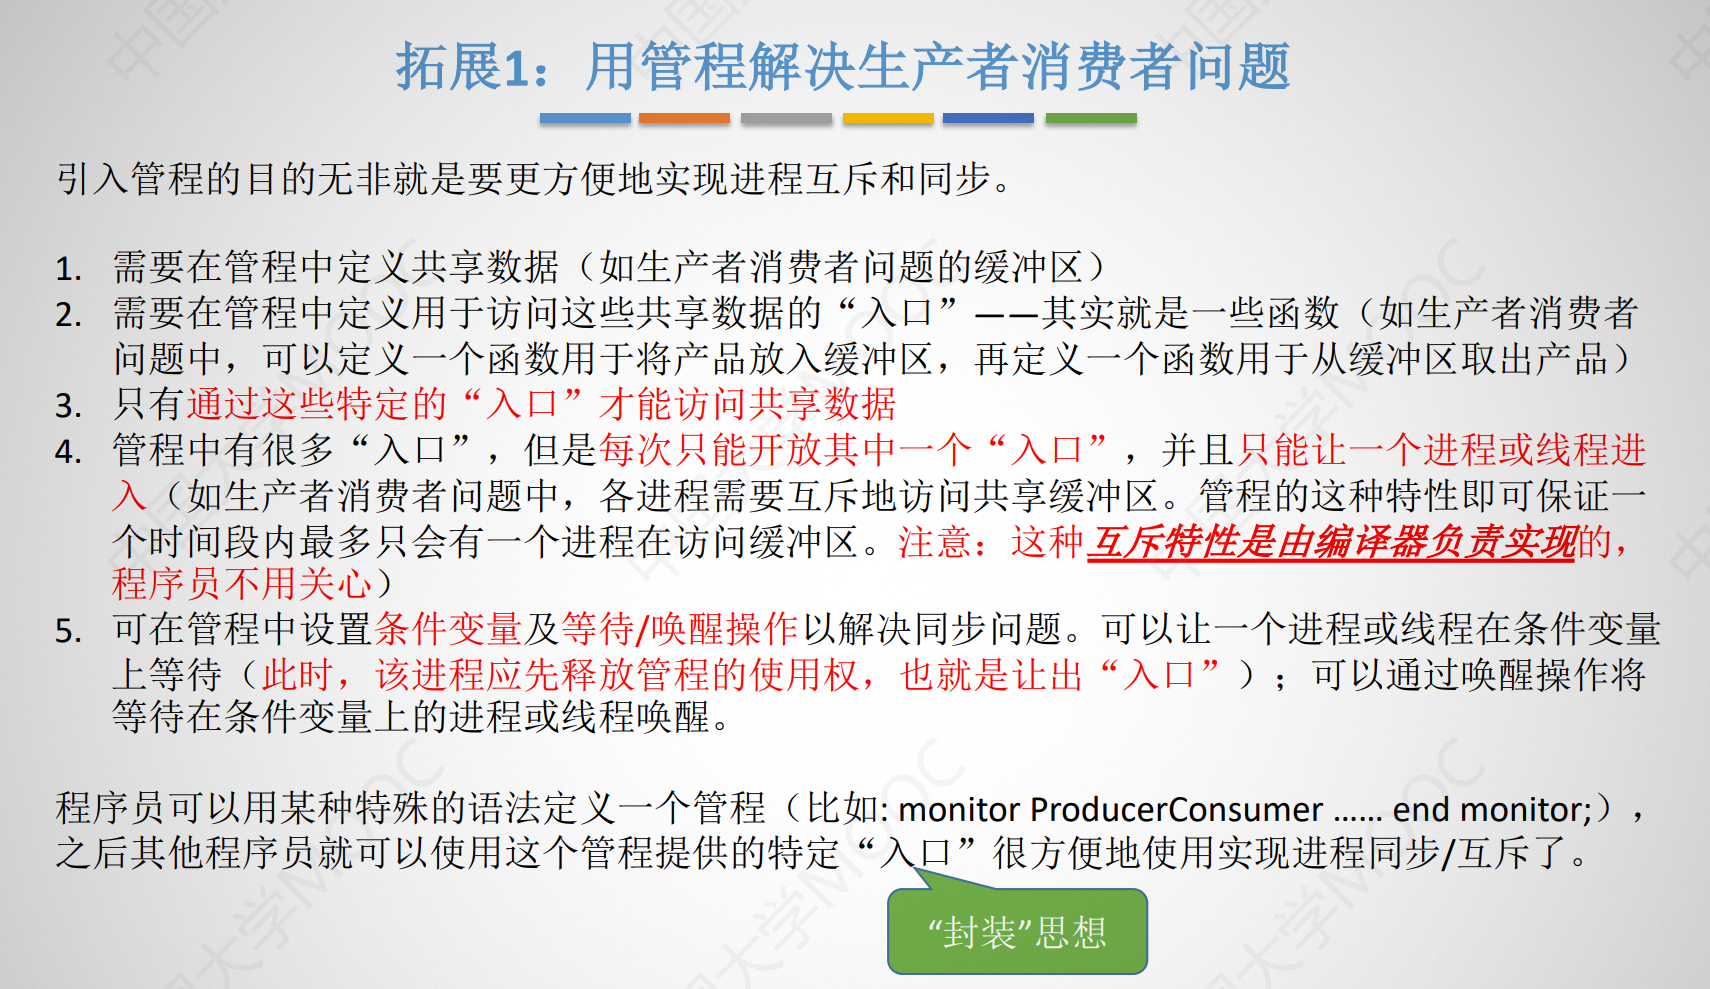 拓展1：用管程解决生产者消费者问题
引入管程的目的无非就是要更方便地实现进程互斥和同步。
1. 需要在管程中定义共享数据（如生产者消费者问题的缓冲区）
2. 需要在管程中定义用于访问这些共享数据的“入口”——其实就是一些函数（如生产者消费者
问题中，可以定义一个函数用于将产品放入缓冲区，再定义一个函数用于从缓冲区取出产品）
3. 只有通过这些特定的“入口”才能访问共享数据
4. 管程中有很多“入口”，但是每次只能开放其中一个“入口”，并且只能让一个进程或线程进
入（如生产者消费者问题中，各进程需要互斥地访问共享缓冲区。管程的这种特性即可保证一
个时间段内最多只会有一个进程在访问缓冲区。注意：这种互斥特性是由编译器负责实现的，
程序员不用关心）
5. 可在管程中设置条件变量及等待/唤醒操作以解决同步问题。可以让一个进程或线程在条件变量
上等待（此时，该进程应先释放管程的使用权，也就是让出“入口”）；可以通过唤醒操作将
等待在条件变量上的进程或线程唤醒。
程序员可以用某种特殊的语法定义一个管程（比如: monitor ProducerConsumer …… end monitor;），
之后其他程序员就可以使用这个管程提供的特定“入口”很方便地使用实现进程同步/互斥了。
“封装”思想
中国大学MOOC